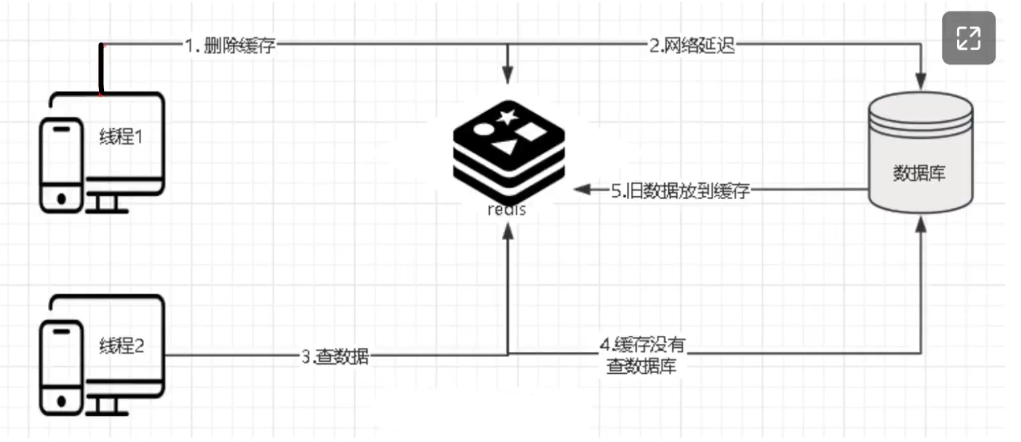 1. 删除缓存
2.网络延迟
线程1
数据库
5.旧数据放到缓存
redis
线程2
3.查数据
4.缓存没有
查数据库